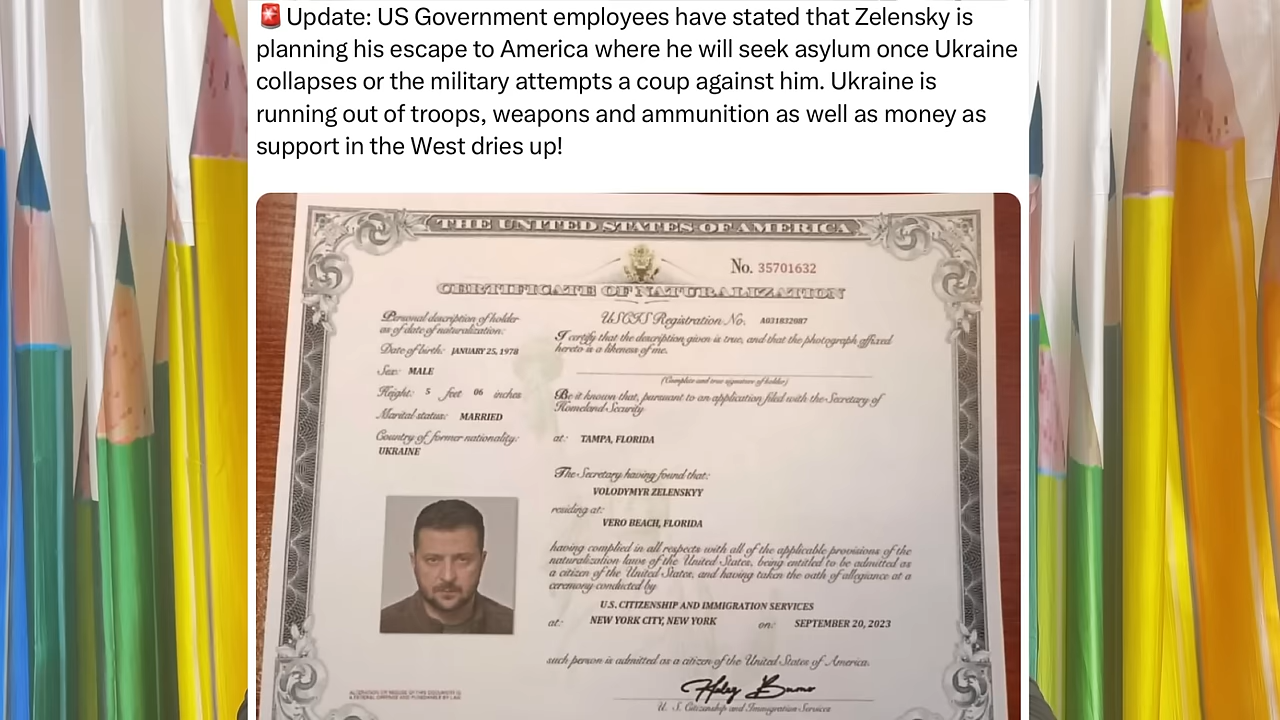 🚨Update: US Government employees have stated that Zelensky is
planning his escape to America where he will seek asylum once Ukraine
collapses or the military attempts a coup against him. Ukraine is
running out of troops, weapons and ammunition as well as money as
support in the West dries up!
THE UNITED STATES OF AMERICA
No. 35701632
CERTIFICATE OF NATURALIZATION
Personal description of holder
as of date of naturalization:
Date of birth: JANUARY 25, 1978
Sex: MALE
Height: 5 feet 06 inches
Marital status: MARRIED
Country of former nationality:
UKRAINE
USCIS Registration No. A031832087
I certify that the description given is true, and that the photograph affixed
hereto is a likeness of me.
(Complete and true signature of holder)
Be it known that, pursuant to an application filed with the Secretary of
Homeland Security
at: TAMPA, FLORIDA
The Secretary having found that:
VOLODYMYR ZELENSKYY
residing at:
VERO BEACH, FLORIDA
having complied in all respects with all of the applicable provisions of the
naturalization laws of the United States, being entitled to be admitted as
a citizen of the United States, and having taken the oath of allegiance at a
ceremony conducted by
U.S. CITIZENSHIP AND IMMIGRATION SERVICES
at: NEW YORK CITY, NEW YORK on: SEPTEMBER 20, 2023
such person is admitted as a citizen of the United States of America.
U. S. Citizenship and Immigration Services